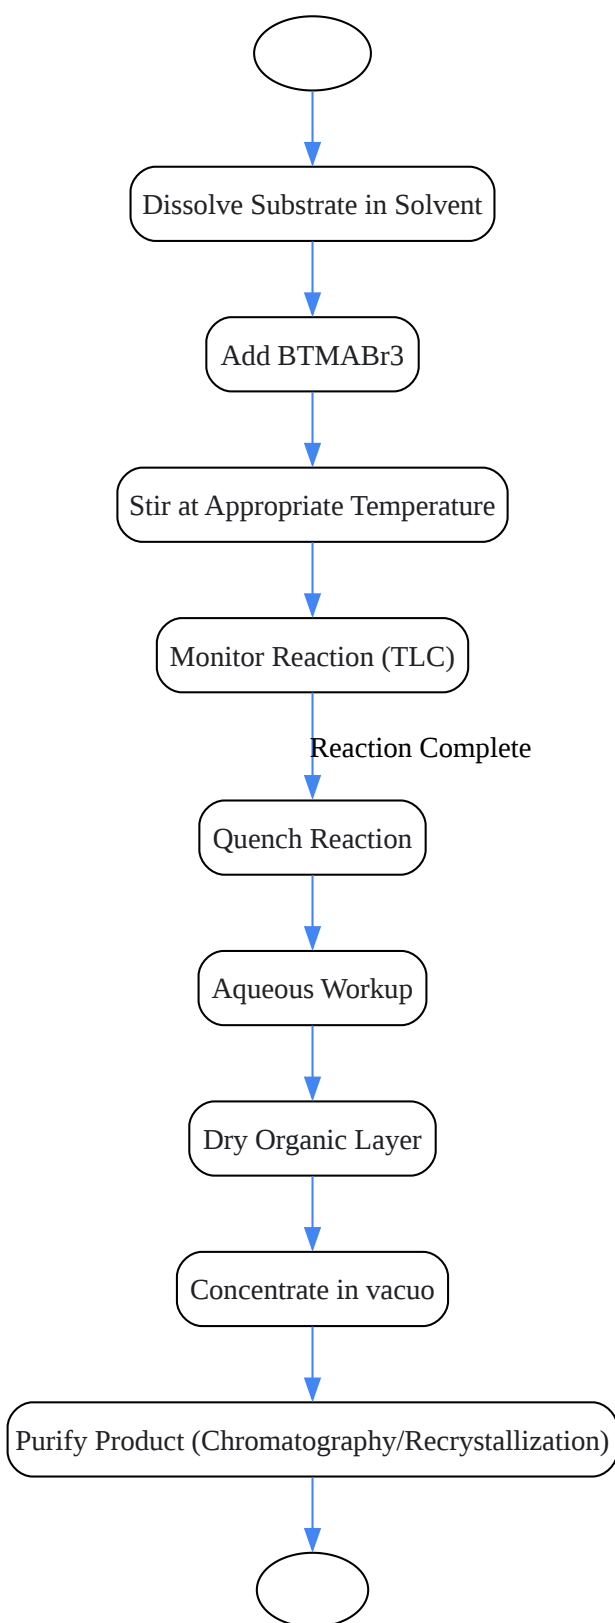 Dissolve Substrate in Solvent
Add BTMABr3
Stir at Appropriate Temperature
Monitor Reaction (TLC)
Reaction Complete
Quench Reaction
Aqueous Workup
Dry Organic Layer
Concentrate in vacuo
Purify Product (Chromatography/Recrystallization)